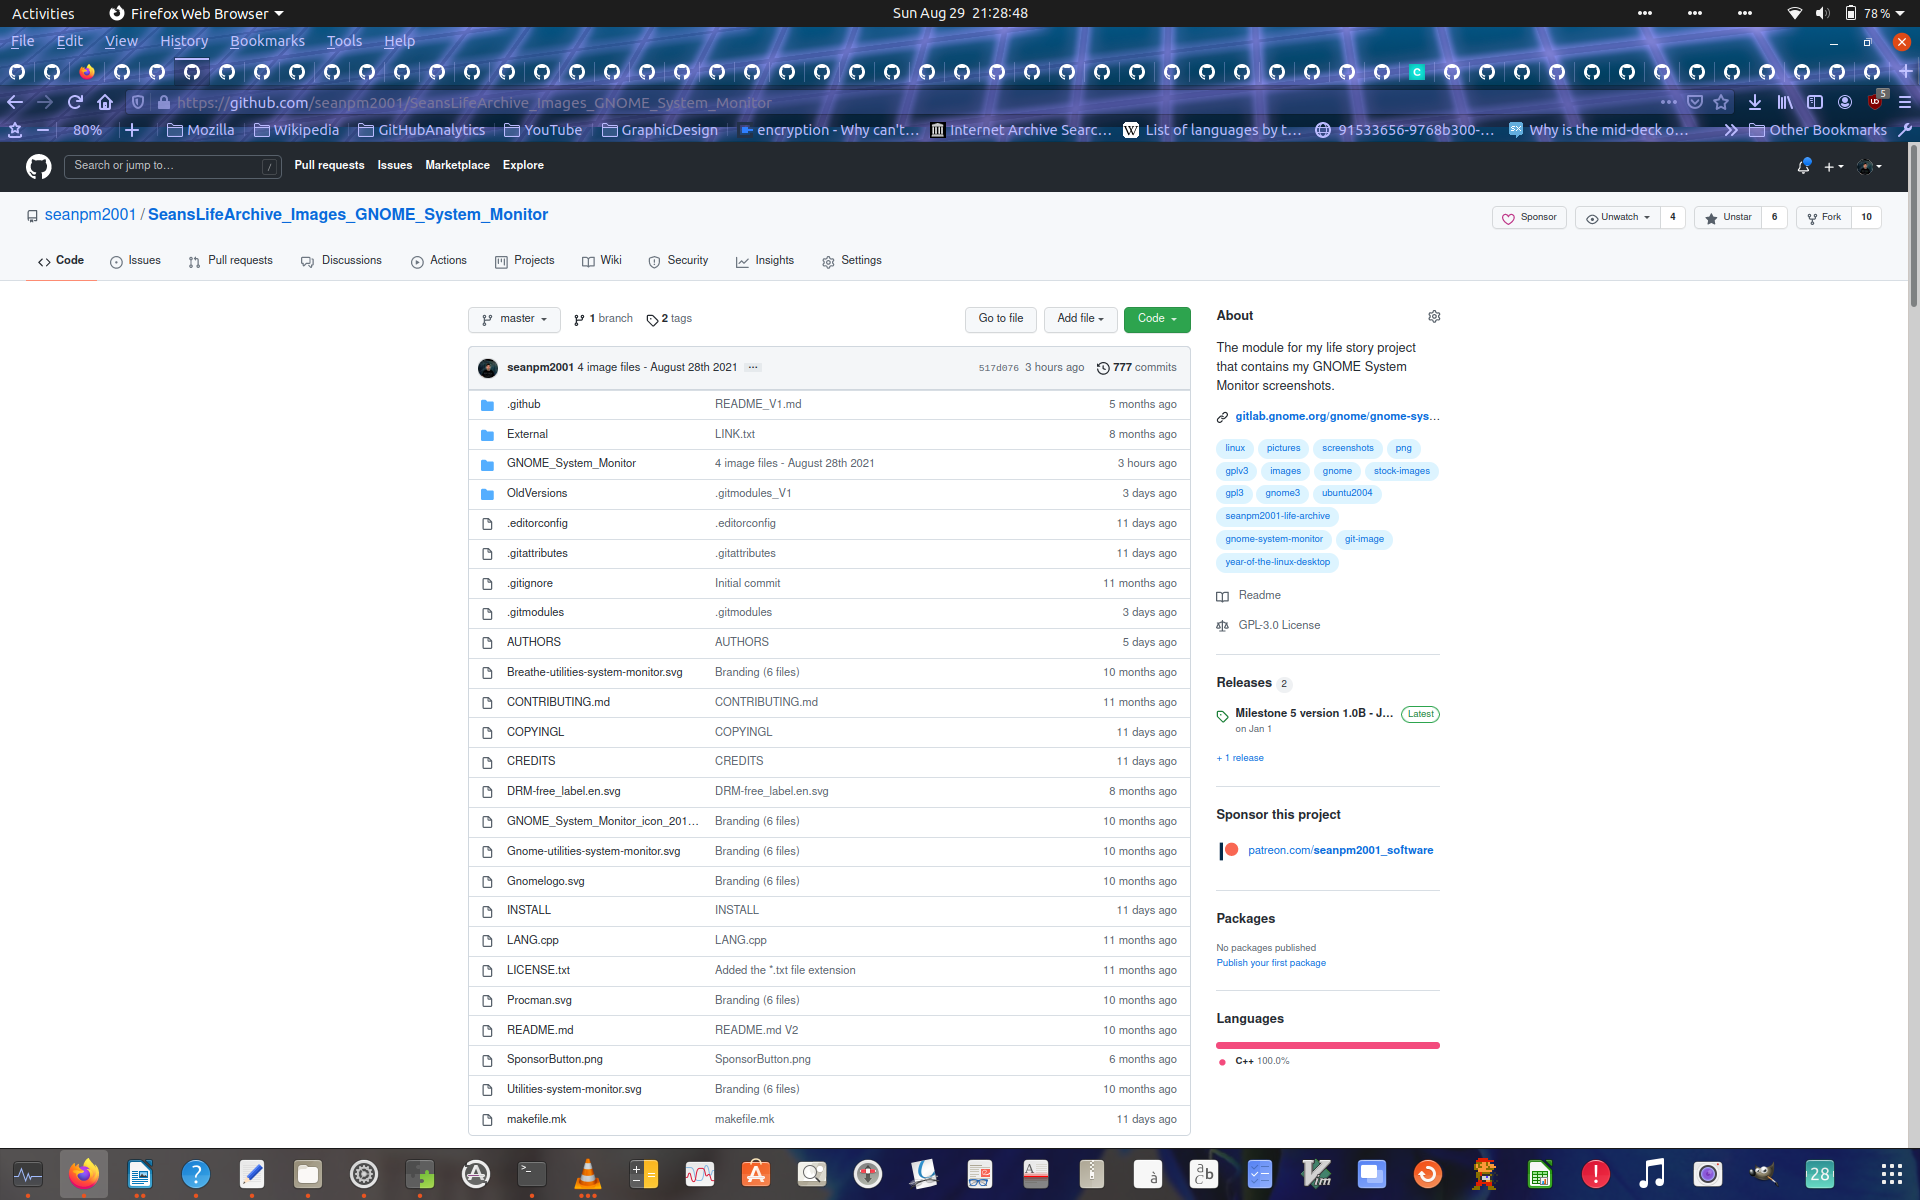 Activities Firefox Web Browser Sun Aug 29 21:28:48 78 %
File Edit View History Bookmarks Tools Help
https://github.com/seanpm2001/SeansLifeArchive_Images_GNOME_System_Monitor 5
80% Mozilla Wikipedia GitHubAnalytics YouTube GraphicDesign encryption - Why can't… Internet Archive Searc… List of languages by t… 91533656-9768b300-… Why is the mid-deck o… Other Bookmarks
Search or jump to… / Pull requests Issues Marketplace Explore
seanpm2001 / SeansLifeArchive_Images_GNOME_System_Monitor Sponsor Unwatch 4 Unstar 6 Fork 10
Code Issues Pull requests Discussions Actions Projects Wiki Security Insights Settings
master 1 branch 2 tags Go to file Add file Code
seanpm2001 4 image files - August 28th 2021 … 517d076 3 hours ago 777 commits
.github README_V1.md 5 months ago
External LINK.txt 8 months ago
GNOME_System_Monitor 4 image files - August 28th 2021 3 hours ago
OldVersions .gitmodules_V1 3 days ago
.editorconfig .editorconfig 11 days ago
.gitattributes .gitattributes 11 days ago
.gitignore Initial commit 11 months ago
.gitmodules .gitmodules 3 days ago
AUTHORS AUTHORS 5 days ago
Breathe-utilities-system-monitor.svg Branding (6 files) 10 months ago
CONTRIBUTING.md CONTRIBUTING.md 11 months ago
COPYINGL COPYINGL 11 days ago
CREDITS CREDITS 11 days ago
DRM-free_label.en.svg DRM-free_label.en.svg 8 months ago
GNOME_System_Monitor_icon_201… Branding (6 files) 10 months ago
Gnome-utilities-system-monitor.svg Branding (6 files) 10 months ago
Gnomelogo.svg Branding (6 files) 10 months ago
INSTALL INSTALL 11 days ago
LANG.cpp LANG.cpp 11 months ago
LICENSE.txt Added the *.txt file extension 11 months ago
Procman.svg Branding (6 files) 10 months ago
README.md README.md V2 10 months ago
SponsorButton.png SponsorButton.png 6 months ago
Utilities-system-monitor.svg Branding (6 files) 10 months ago
makefile.mk makefile.mk 11 days ago
About
The module for my life story project
that contains my GNOME System
Monitor screenshots.
gitlab.gnome.org/gnome/gnome-sys…
linux pictures screenshots png
gplv3 images gnome stock-images
gpl3 gnome3 ubuntu2004
seanpm2001-life-archive
gnome-system-monitor git-image
year-of-the-linux-desktop
Readme
GPL-3.0 License
Releases 2
Milestone 5 version 1.0B - J… Latest
on Jan 1
+ 1 release
Sponsor this project
patreon.com/seanpm2001_software
Packages
No packages published
Publish your first package
Languages
C++ 100.0%
28